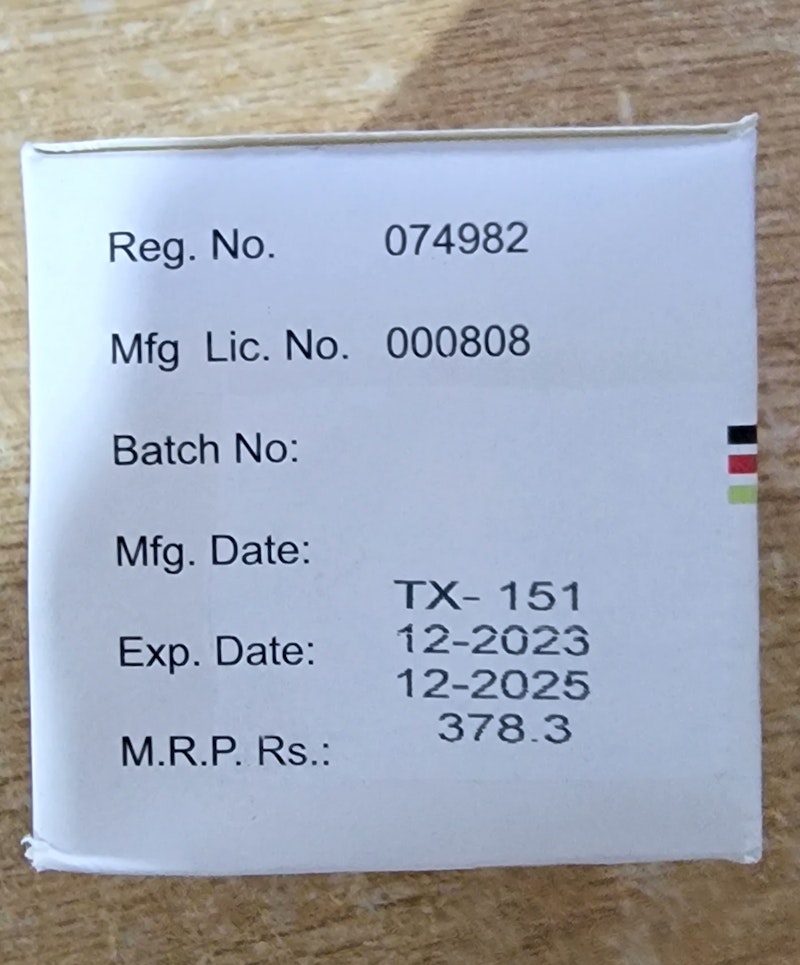 Reg. No. 074982
Mfg Lic. No. 000808
Batch No:
Mfg. Date:
TX- 151
12-2023
Exp. Date:
12-2025
378.3
M.R.P. Rs.: